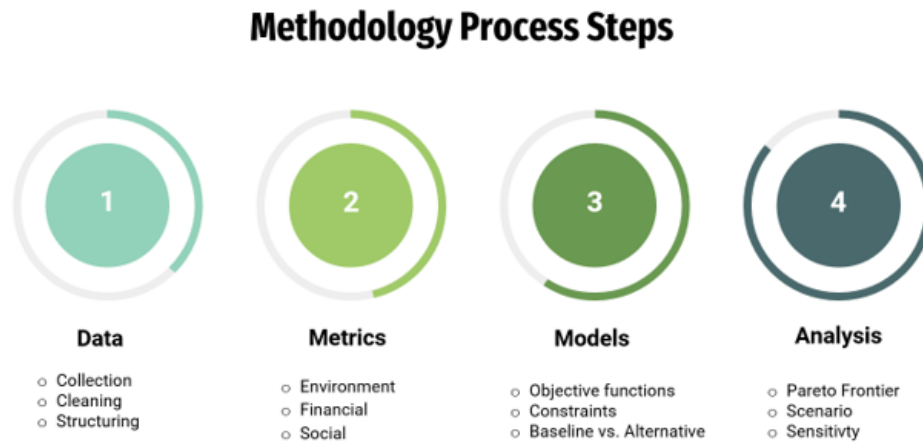 Methodology Process Steps
1
2
3
4
Data
Metrics
Models
Analysis
○ Collection
○ Cleaning
○ Structuring
○ Environment
○ Financial
○ Social
○ Objective functions
○ Constraints
○ Baseline vs. Alternative
○ Pareto Frontier
○ Scenario
○ Sensitivty